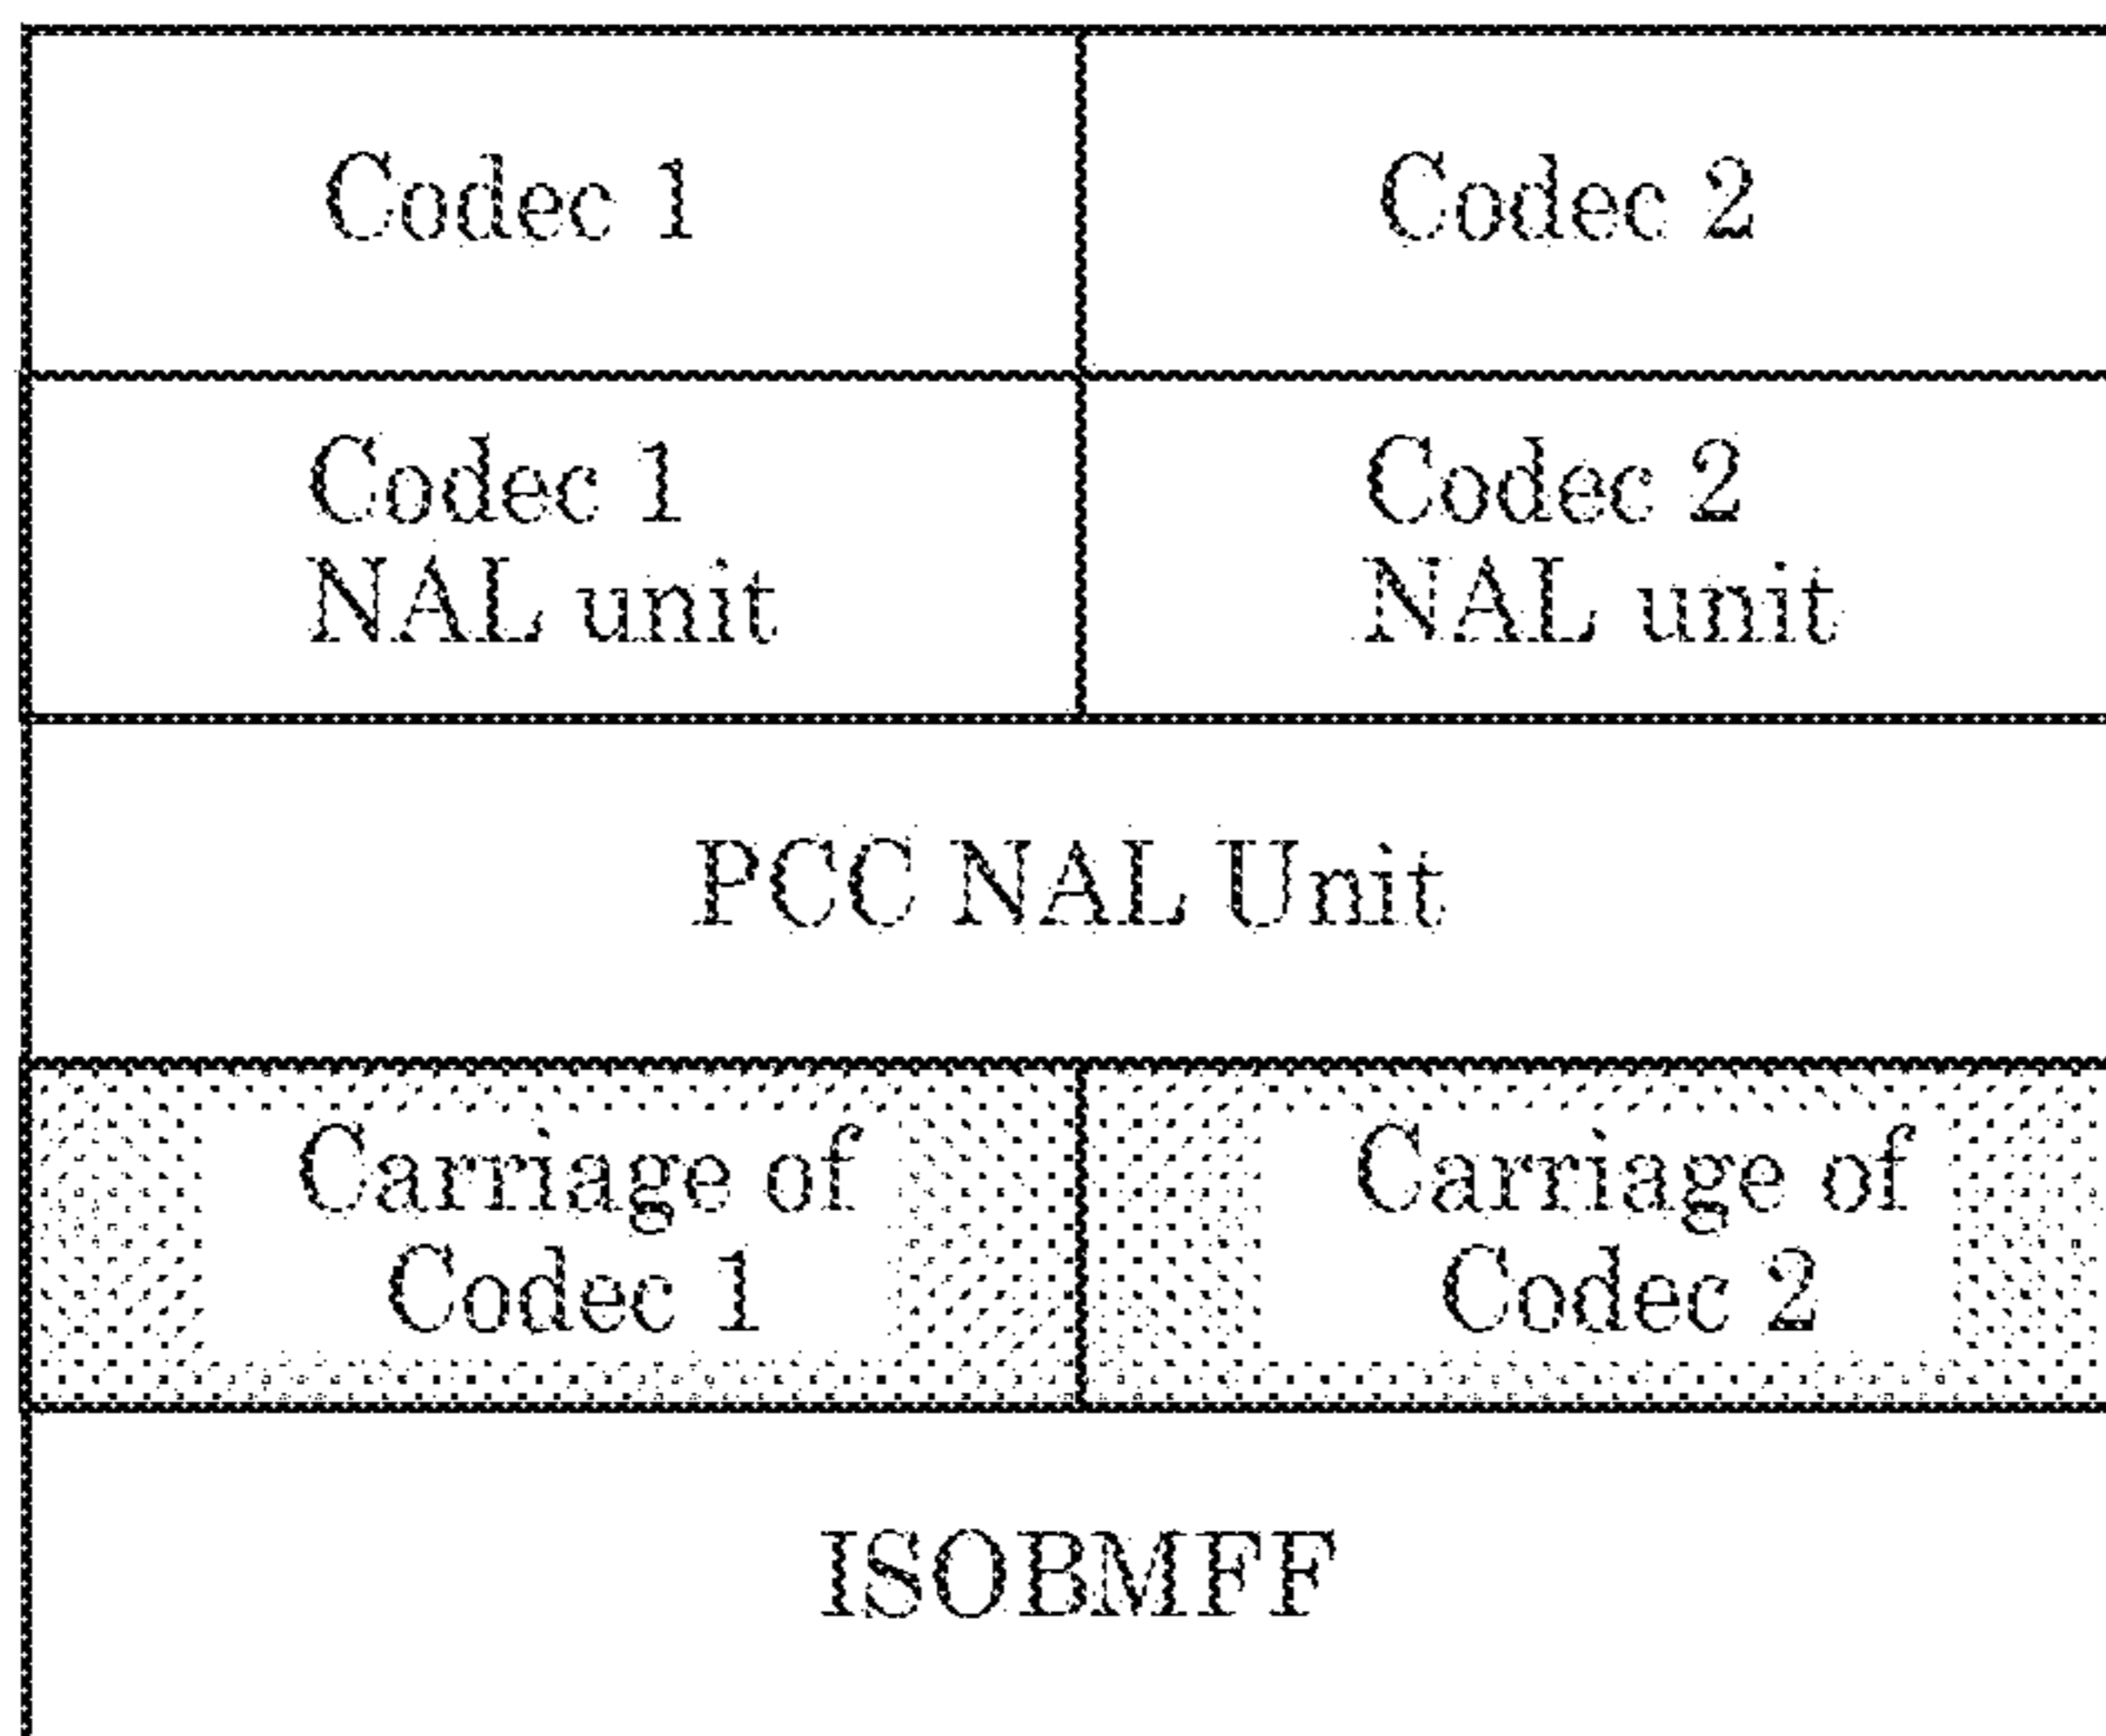 Codec 1
Codec 2
Codec 1
NAL unit
Codec 2
NAL unit
PCC NAL Unit
Carriage of
Codec 1
Carriage of
Codec 2
ISOBMFF